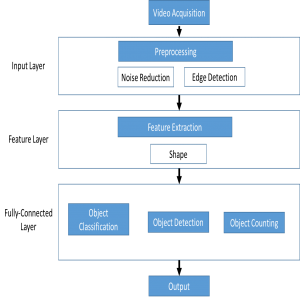 Video Acquisition
Input Layer
Preprocessing
Noise Reduction
Edge Detection
Feature Layer
Feature Extraction
Shape
Fully-Connected
Layer
Object
Classification
Object Detection
Object Counting
Output